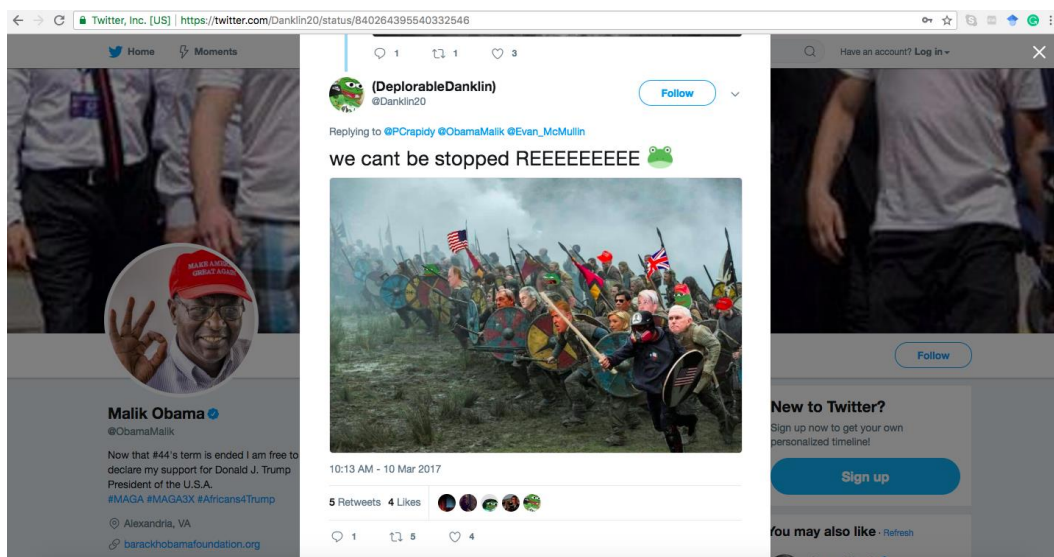 Twitter, Inc. [US] | https://twitter.com/Danklin20/status/840264395540332546
Home Moments
Have an account? Log in
1 1 3
(DeplorableDanklin)
@Danklin20
Follow
Replying to @PCrapidy @ObamaMalik @Evan_McMullin
we cant be stopped REEEEEEEEE 🐸
MAKE AMERICA
GREAT AGAIN
Follow
Malik Obama
@ObamaMalik
Now that #44's term is ended I am free to
declare my support for Donald J. Trump
President of the U.S.A.
#MAGA #MAGA3X #Africans4Trump
Alexandria, VA
barackhobamafoundation.org
10:13 AM - 10 Mar 2017
5 Retweets 4 Likes
1 5 4
New to Twitter?
Sign up now to get your own
personalized timeline!
Sign up
You may also like · Refresh